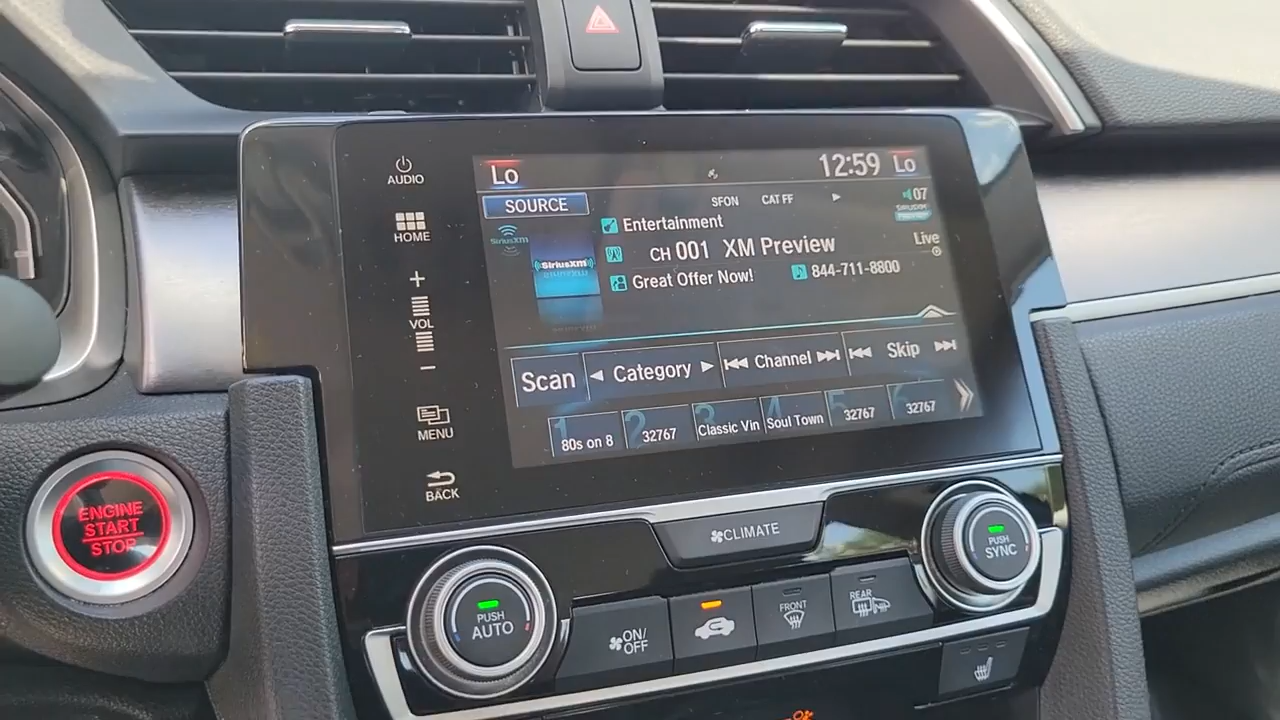 AUDIO
HOME
+
VOL
−
MENU
BACK
Lo
12:59
Lo
SOURCE
SFON
CAT FF
07
SiriusXM
Entertainment
SiriusXM
CH 001 XM Preview
Live
Great Offer Now!
844-711-8800
Scan
Category
Channel
Skip
1 80s on 8
2 32767
3 Classic Vin
4 Soul Town
5 32767
6 32767
ENGINE
START
STOP
CLIMATE
PUSH
AUTO
ON/
OFF
FRONT
REAR
PUSH
SYNC